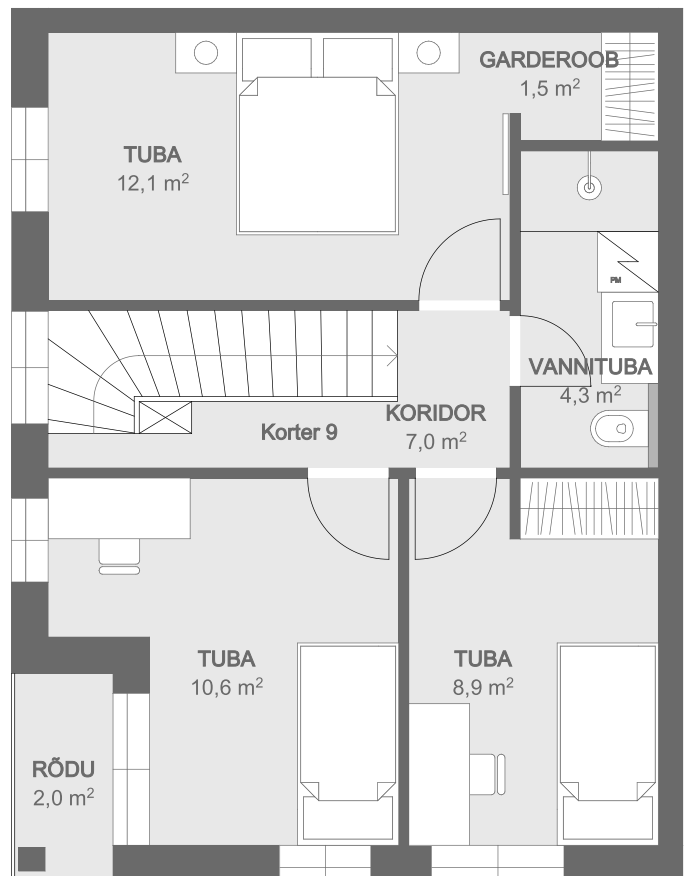 GARDEROOB
1,5 m²
TUBA
12,1 m²
PM
VANNITUBA
4,3 m²
KORIDOR
7,0 m²
Korter 9
TUBA
10,6 m²
TUBA
8,9 m²
RÕDU
2,0 m²